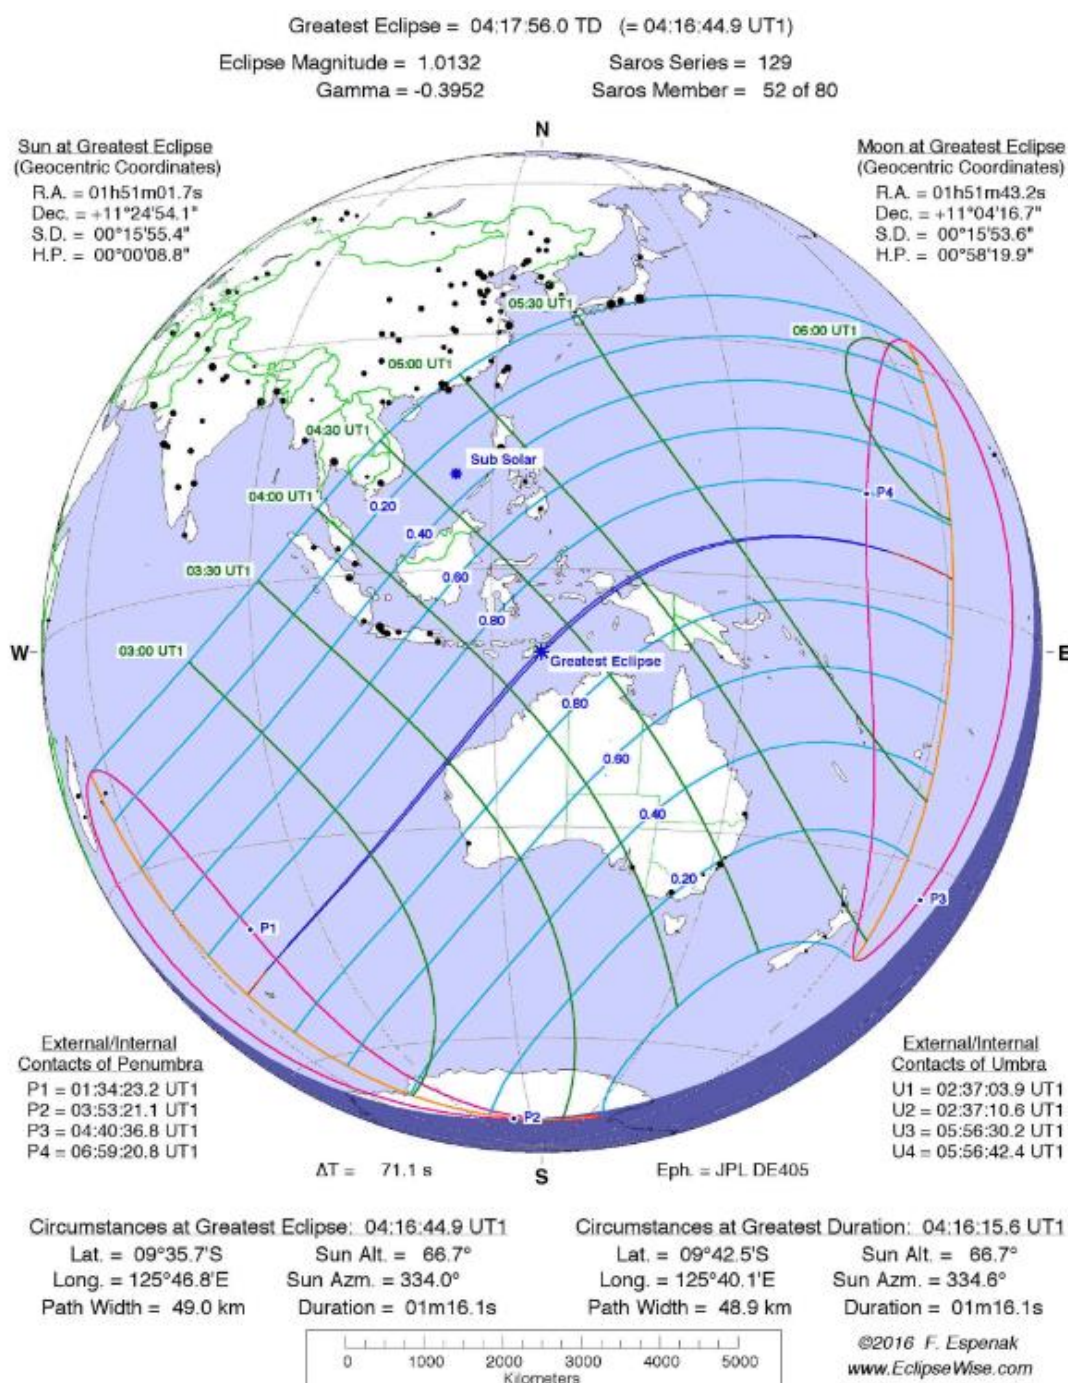 Greatest Eclipse = 04:17:56.0 TD (= 04:16:44.9 UT1)
Eclipse Magnitude = 1.0132
Saros Series = 129
Gamma = -0.3952
Saros Member = 52 of 80
Sun at Greatest Eclipse
(Geocentric Coordinates)
R.A. = 01h51m01.7s
Dec. = +11°24'54.1"
S.D. = 00°15'55.4"
H.P. = 00°00'08.8"
N
Moon at Greatest Eclipse
(Geocentric Coordinates)
R.A. = 01h51m43.2s
Dec. = +11°04'16.7"
S.D. = 00°15'53.6"
H.P. = 00°58'19.9"
05:30 UT1
06:00 UT1
05:00 UT1
04:30 UT1
Sub Solar
04:00 UT1
0.20
P4
0.40
03:30 UT1
0.60
0.80
W
03:00 UT1
Greatest Eclipse
E
0.80
0.60
0.40
0.20
P3
P1
P2
External/Internal
Contacts of Penumbra
P1 = 01:34:23.2 UT1
P2 = 03:53:21.1 UT1
P3 = 04:40:36.8 UT1
P4 = 06:59:20.8 UT1
External/Internal
Contacts of Umbra
U1 = 02:37:03.9 UT1
U2 = 02:37:10.6 UT1
U3 = 05:56:30.2 UT1
U4 = 05:56:42.4 UT1
S
ΔT = 71.1 s
Eph. = JPL DE405
Circumstances at Greatest Eclipse: 04:16:44.9 UT1
Lat. = 09°35.7'S
Sun Alt. = 66.7°
Long. = 125°46.8'E
Sun Azm. = 334.0°
Path Width = 49.0 km
Duration = 01m16.1s
Circumstances at Greatest Duration: 04:16:15.6 UT1
Lat. = 09°42.5'S
Sun Alt. = 66.7°
Long. = 125°40.1'E
Sun Azm. = 334.6°
Path Width = 48.9 km
Duration = 01m16.1s
0 1000 2000 3000 4000 5000
Kilometers
©2016 F. Espenak
www.EclipseWise.com